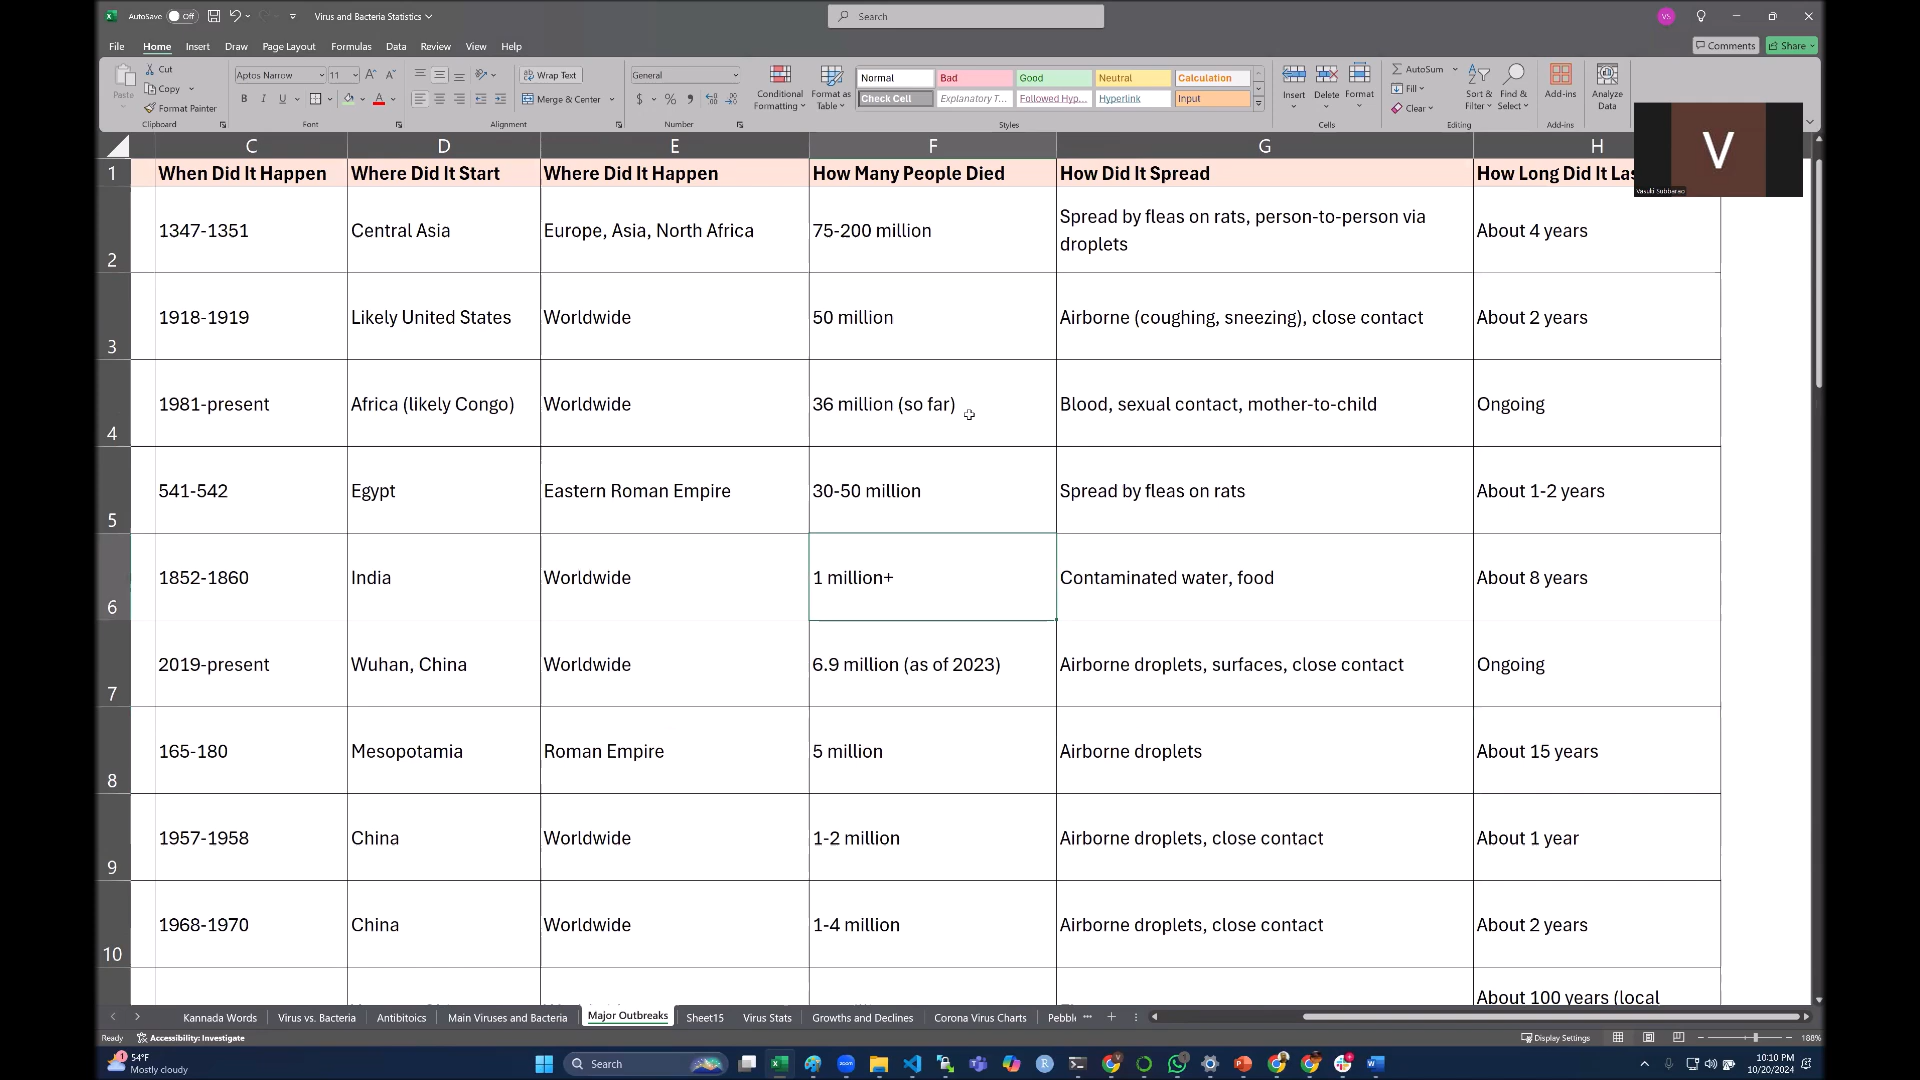 AutoSave Off Virus and Bacteria Statistics Search VS
File Home Insert Draw Page Layout Formulas Data Review View Help Comments Share
Paste Cut Copy Format Painter Clipboard
Aptos Narrow 11 B I U A Font
Wrap Text Merge & Center Alignment
General $ % Number
Conditional Formatting Format as Table
Normal Bad Good Neutral Calculation
Check Cell Explanatory T... Followed Hyp... Hyperlink Input
Styles
Insert Delete Format Cells
AutoSum Fill Clear Sort & Filter Find & Select Editing
Add-ins Add-ins
Analyze Data
V
Vasuki Subbarao
C D E F G H
1 When Did It Happen Where Did It Start Where Did It Happen How Many People Died How Did It Spread How Long Did It Las
2 1347-1351 Central Asia Europe, Asia, North Africa 75-200 million Spread by fleas on rats, person-to-person via droplets About 4 years
3 1918-1919 Likely United States Worldwide 50 million Airborne (coughing, sneezing), close contact About 2 years
4 1981-present Africa (likely Congo) Worldwide 36 million (so far) Blood, sexual contact, mother-to-child Ongoing
5 541-542 Egypt Eastern Roman Empire 30-50 million Spread by fleas on rats About 1-2 years
6 1852-1860 India Worldwide 1 million+ Contaminated water, food About 8 years
7 2019-present Wuhan, China Worldwide 6.9 million (as of 2023) Airborne droplets, surfaces, close contact Ongoing
8 165-180 Mesopotamia Roman Empire 5 million Airborne droplets About 15 years
9 1957-1958 China Worldwide 1-2 million Airborne droplets, close contact About 1 year
10 1968-1970 China Worldwide 1-4 million Airborne droplets, close contact About 2 years
About 100 years (local
Kannada Words Virus vs. Bacteria Antibitoics Main Viruses and Bacteria Major Outbreaks Sheet15 Virus Stats Growths and Declines Corona Virus Charts Pebbl ...
Ready Accessibility: Investigate Display Settings 188%
1 54°F Mostly cloudy Search 10:10 PM 10/20/2024